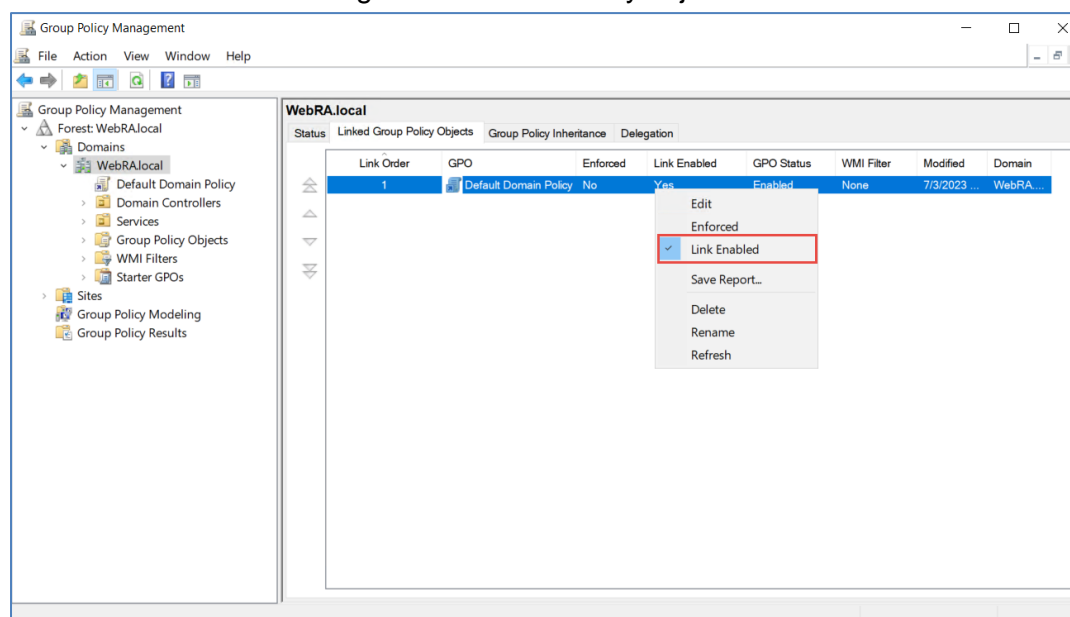 Group Policy Management
File Action View Window Help
Group Policy Management
Forest: WebRA.local
Domains
WebRA.local
Default Domain Policy
Domain Controllers
Services
Group Policy Objects
WMI Filters
Starter GPOs
Sites
Group Policy Modeling
Group Policy Results
WebRA.local
Status Linked Group Policy Objects Group Policy Inheritance Delegation
Link Order GPO Enforced Link Enabled GPO Status WMI Filter Modified Domain
1 Default Domain Policy No Yes Enabled None 7/3/2023 ... WebRA....
Edit
Enforced
Link Enabled
Save Report...
Delete
Rename
Refresh